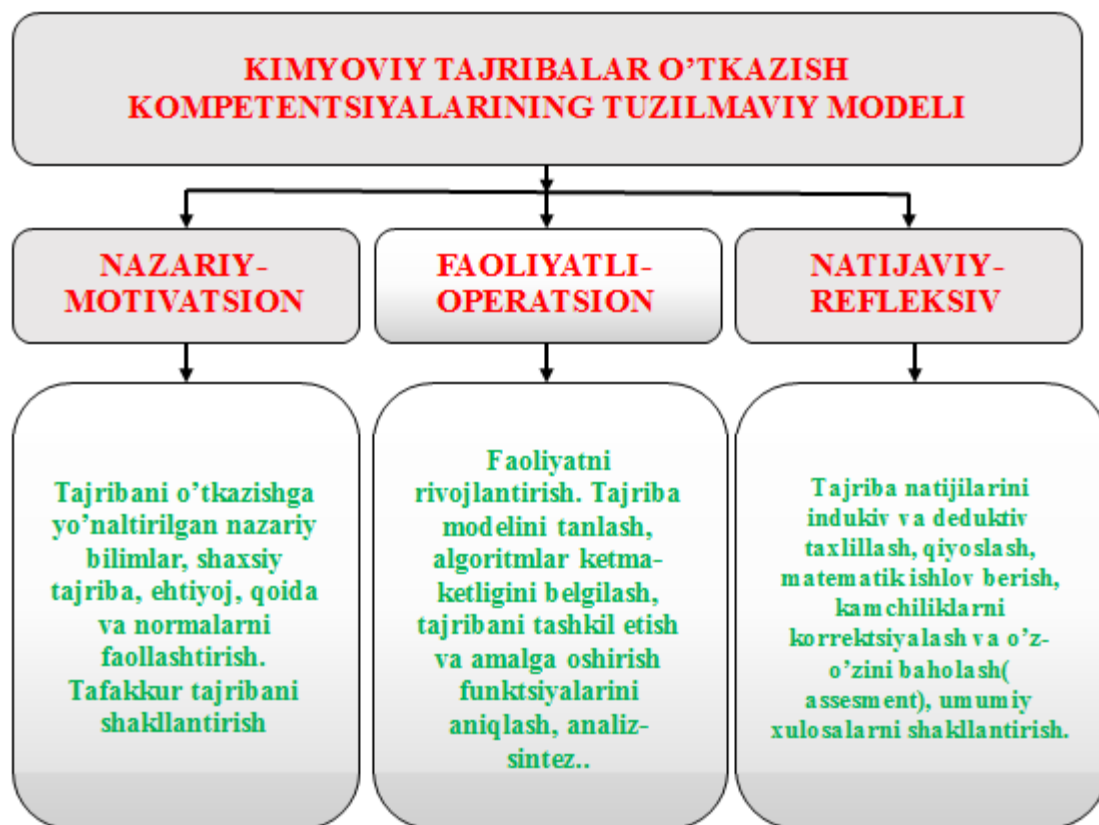 KIMYOVIY TAJRIBALAR O’TKAZISH
KOMPETENTSIYALARINING TUZILMAVIY MODELI
NAZARIY-
MOTIVATSION
FAOLIYATLI-
OPERATSION
NATIJAVIY-
REFLEKSIV
Tajribani o’tkazishga
yo’naltirilgan nazariy
bilimlar, shaxsiy
tajriba, ehtiyoj, qoida
va normalarni
faollashtirish.
Tafakkur tajribani
shakllantirish
Faoliyatni
rivojlantirish. Tajriba
modelini tanlash,
algoritmlar ketma-
ketligini belgilash,
tajribani tashkil etish
va amalga oshirish
funktsiyalarini
aniqlash, analiz-
sintez..
Tajriba natijilarini
indukiv va deduktiv
taxlillash, qiyoslash,
matematik ishlov berish,
kamchiliklarni
korrektsiyalash va o’z-
o’zini baholash(
assesment), umumiy
xulosalarni shakllantirish.